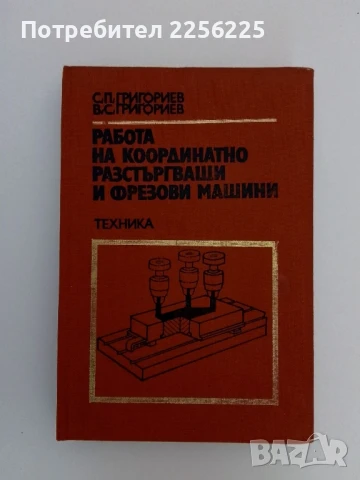 Потребител 2256225
С.П. ГРИГОРИЕВ
В.С. ГРИГОРИЕВ
РАБОТА
НА КООРДИНАТНО
РАЗСТЪРГВАЩИ
И ФРЕЗОВИ МАШИНИ
ТЕХНИКА
BAZAR